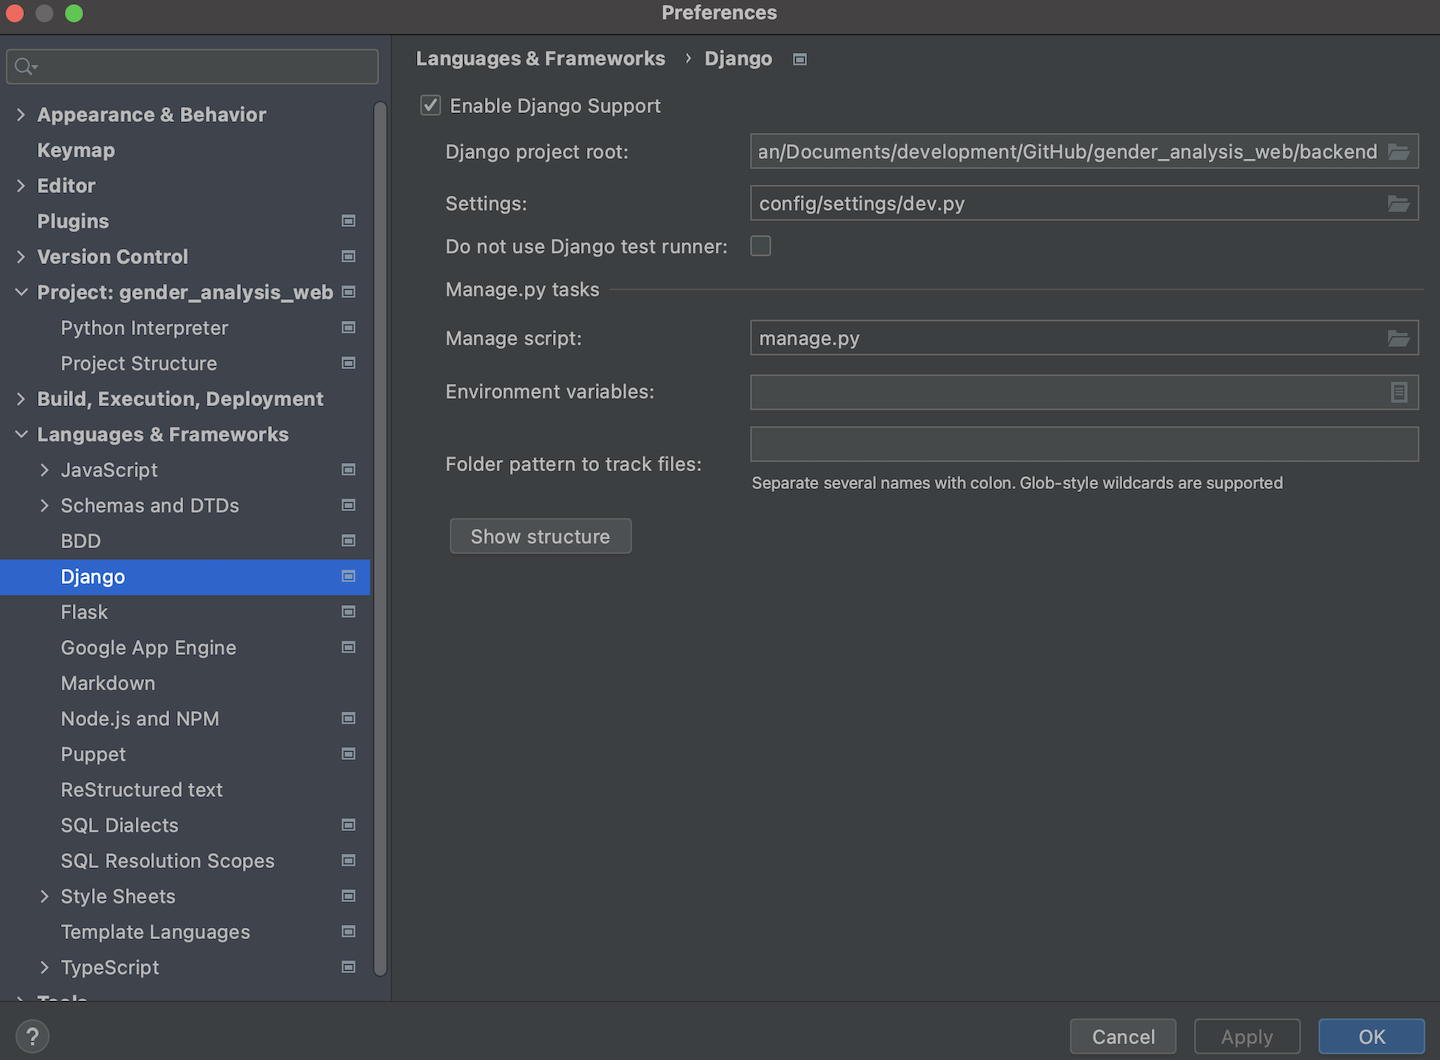 Preferences
Appearance & Behavior
Keymap
Editor
Plugins
Version Control
Project: gender_analysis_web
Python Interpreter
Project Structure
Build, Execution, Deployment
Languages & Frameworks
JavaScript
Schemas and DTDs
BDD
Django
Flask
Google App Engine
Markdown
Node.js and NPM
Puppet
ReStructured text
SQL Dialects
SQL Resolution Scopes
Style Sheets
Template Languages
TypeScript
Tools
Languages & Frameworks › Django
Enable Django Support
Django project root: an/Documents/development/GitHub/gender_analysis_web/backend
Settings: config/settings/dev.py
Do not use Django test runner:
Manage.py tasks
Manage script: manage.py
Environment variables:
Folder pattern to track files:
Separate several names with colon. Glob-style wildcards are supported
Show structure
?
Cancel Apply OK